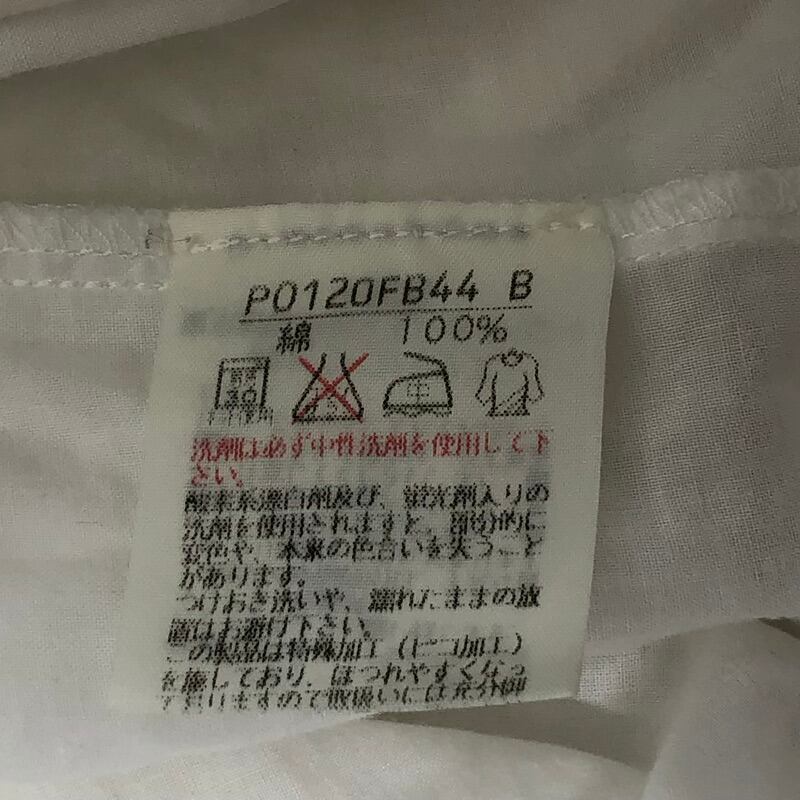 P0120FB44 B
綿 100%
40
中
洗剤は必ず中性洗剤を使用して下
さい。
酸素系漂白剤及び、蛍光剤入りの
洗剤を使用されますと、部分的に
変色や、本来の色合いを失うこと
があります。
つけおき洗いや、濡れたままの放
置はお避け下さい。
この製品は特殊加工（ピコ加工）
を施しており、ほつれやすくなっ
ておりますので取扱いには充分御